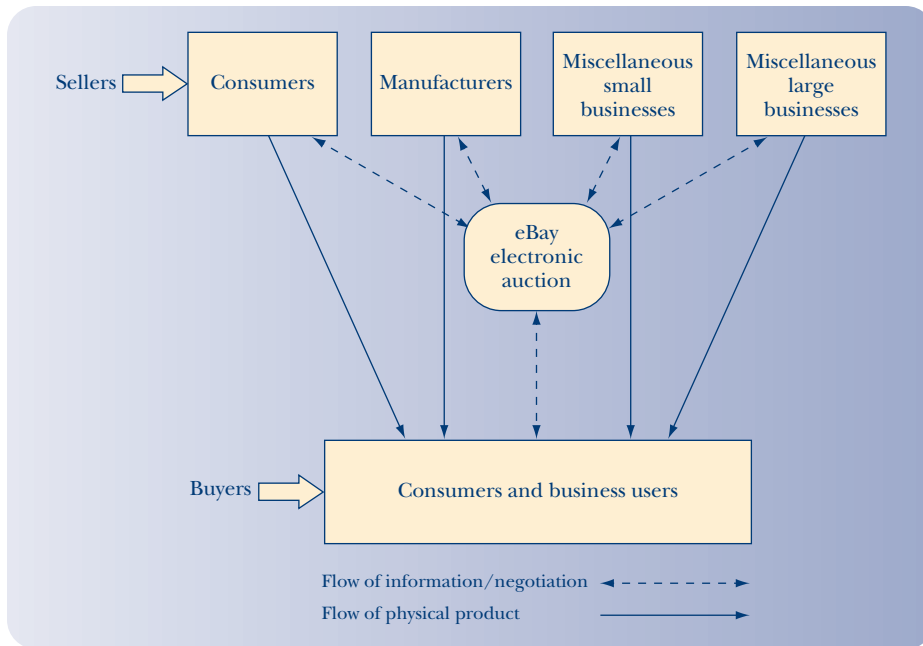 Sellers
Consumers
Manufacturers
Miscellaneous
small
businesses
Miscellaneous
large
businesses
eBay
electronic
auction
Buyers
Consumers and business users
Flow of information/negotiation
Flow of physical product